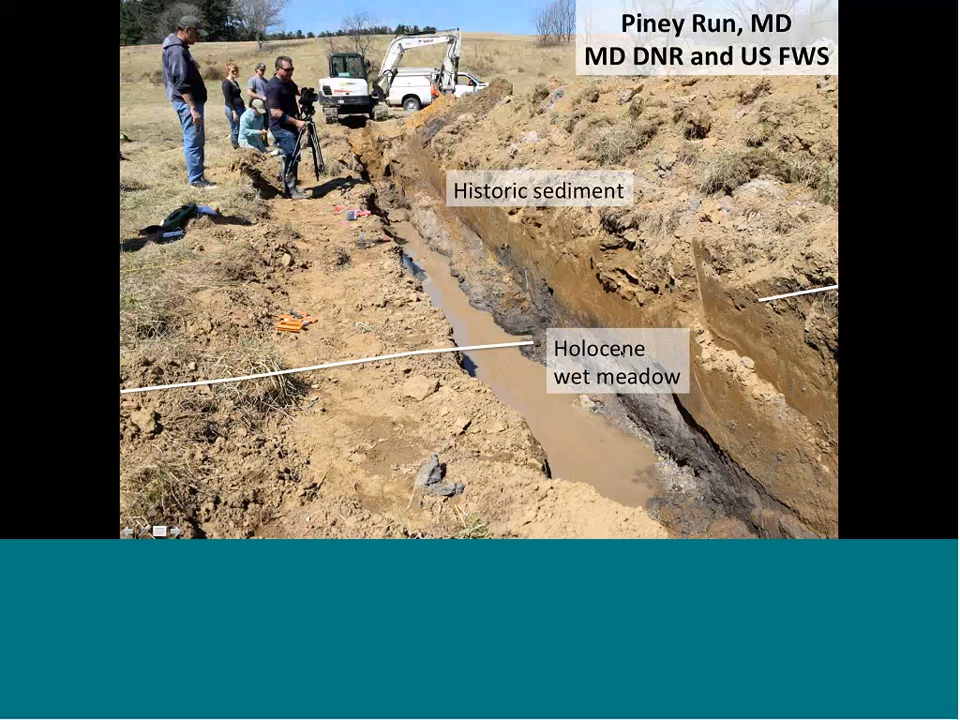 Piney Run, MD
MD DNR and US FWS
Historic sediment
Holocene
wet meadow